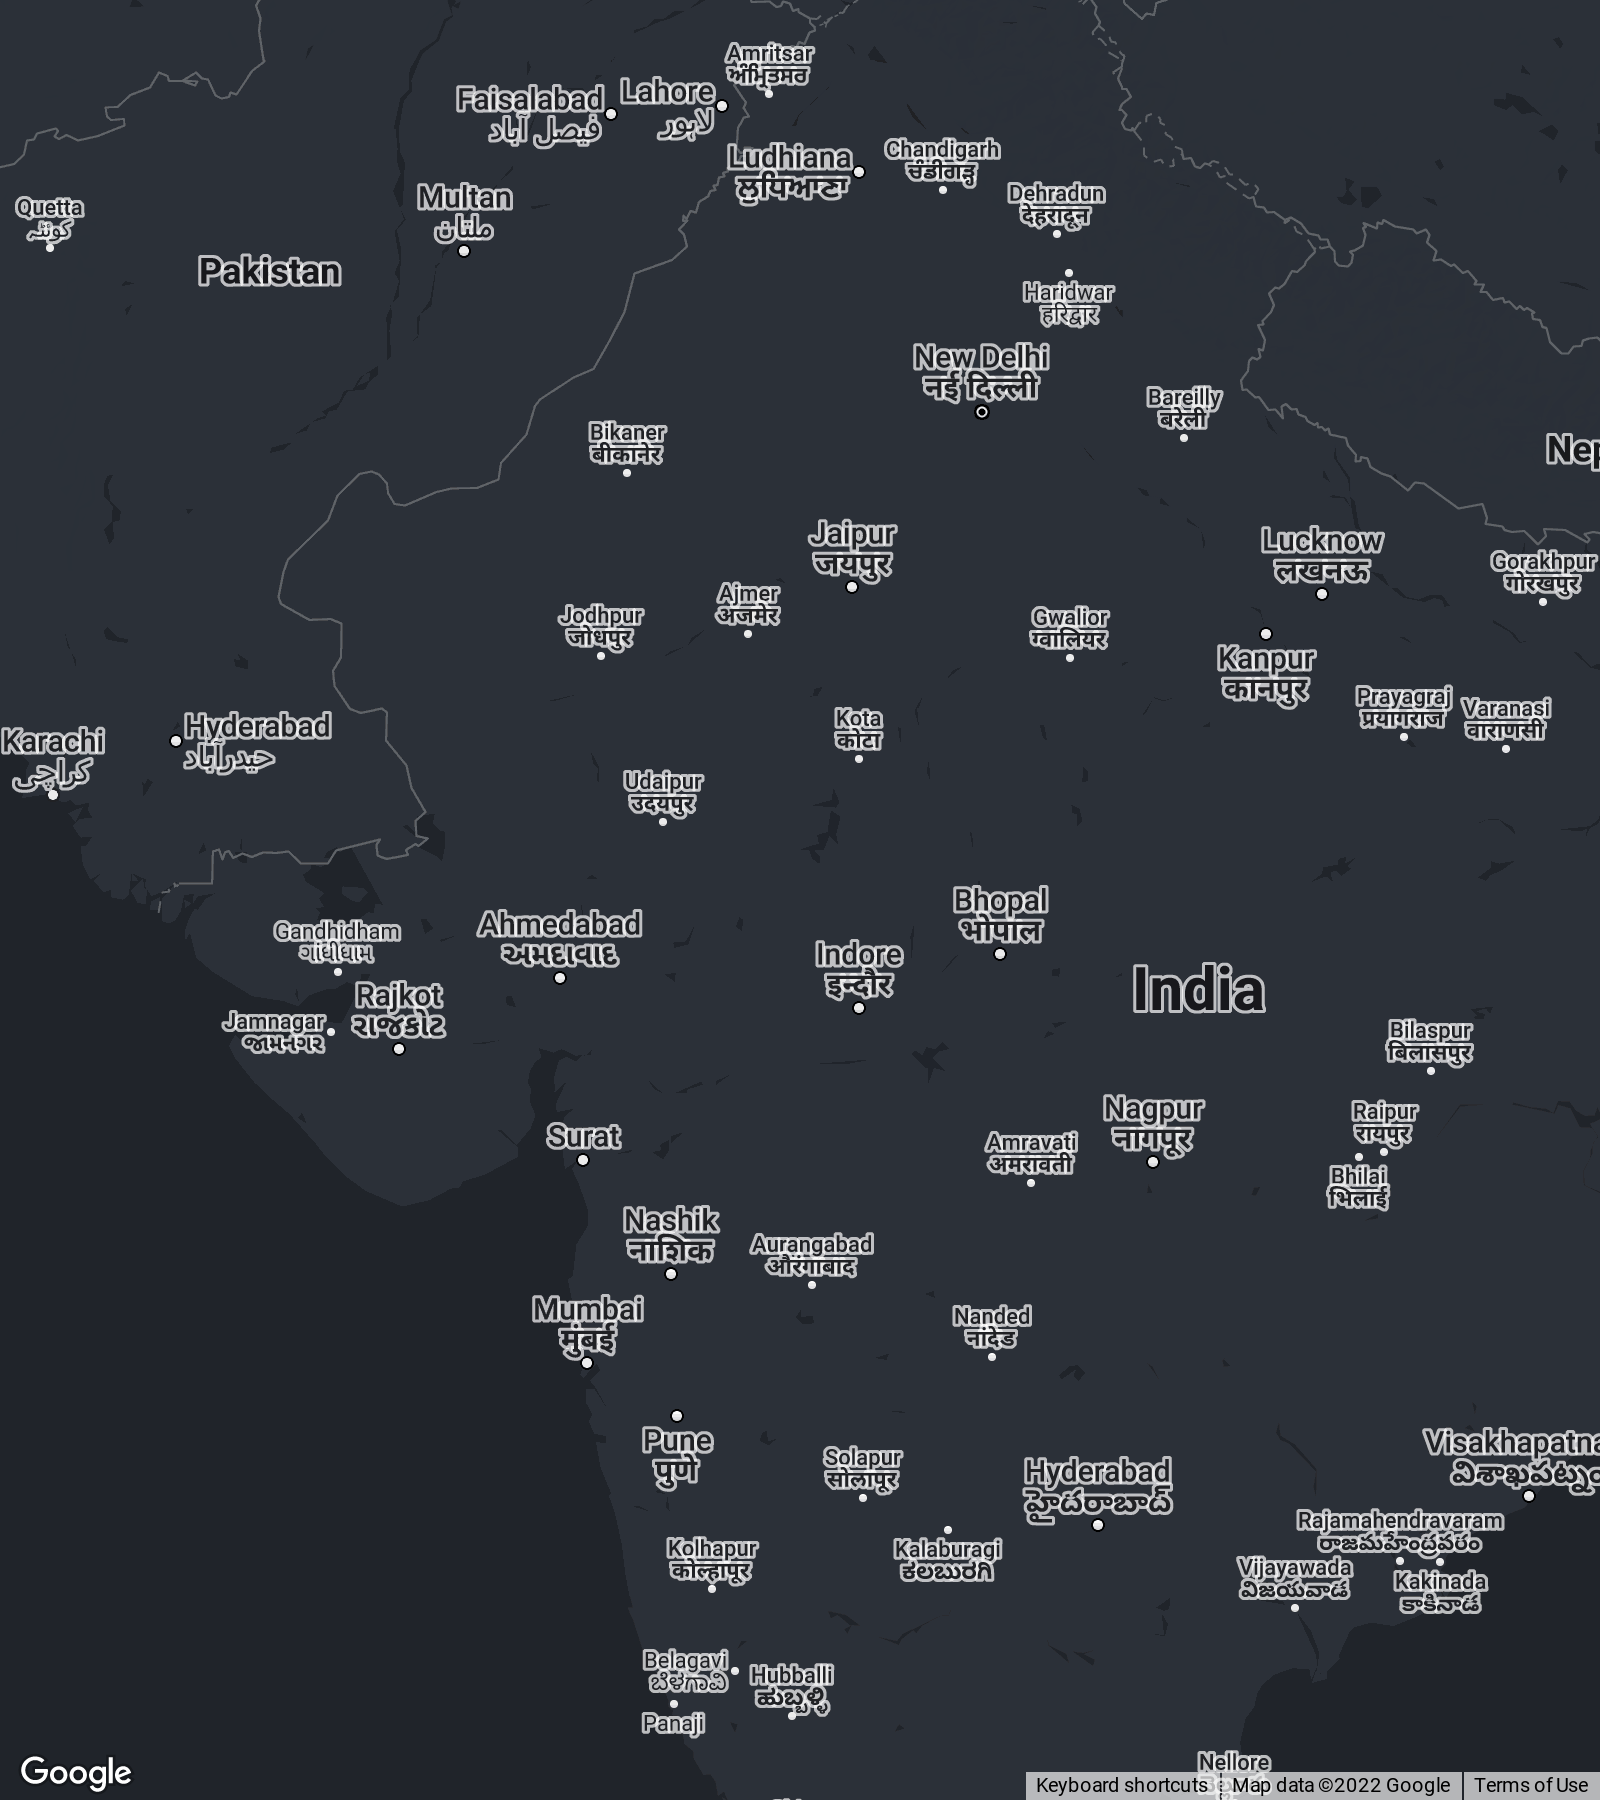 Amritsar
ਅੰਮ੍ਰਿਤਸਰ
Faisalabad
فیصل آباد
Lahore
لاہور
Ludhiana
ਲੁਧਿਆਣਾ
Chandigarh
ਚੰਡੀਗੜ੍ਹ
Dehradun
देहरादून
Multan
ملتان
Quetta
کوئٹہ
Pakistan
Haridwar
हरिद्वार
New Delhi
नई दिल्ली
Bareilly
बरेली
Bikaner
बीकानेर
Nep
Jaipur
जयपुर
Lucknow
लखनऊ
Gorakhpur
गोरखपुर
Ajmer
अजमेर
Jodhpur
जोधपुर
Gwalior
ग्वालियर
Kanpur
कानपुर
Prayagraj
प्रयागराज
Varanasi
वाराणसी
Karachi
کراچی
Hyderabad
حیدرآباد
Kota
कोटा
Udaipur
उदयपुर
Bhopal
भोपाल
Gandhidham
ગાંધીધામ
Ahmedabad
અમદાવાદ
Indore
इन्दौर
India
Rajkot
રાજકોટ
Jamnagar
જામનગર
Bilaspur
बिलासपुर
Nagpur
नागपूर
Raipur
रायपुर
Surat
Amravati
अमरावती
Bhilai
भिलाई
Nashik
नाशिक
Aurangabad
औरंगाबाद
Mumbai
मुंबई
Nanded
नांदेड
Pune
पुणे
Solapur
सोलापूर
Hyderabad
హైదరాబాద్
Visakhapatna
విశాఖపట్నం
Rajamahendravaram
రాజమహేంద్రవరం
Kolhapur
कोल्हापूर
Kalaburagi
ಕಲಬುರಗಿ
Vijayawada
విజయవాడ
Kakinada
కాకినాడ
Belagavi
ಬೆಳಗಾವಿ
Hubballi
ಹುಬ್ಬಳ್ಳಿ
Panaji
Nellore
Google
Keyboard shortcuts
Map data ©2022 Google
Terms of Use